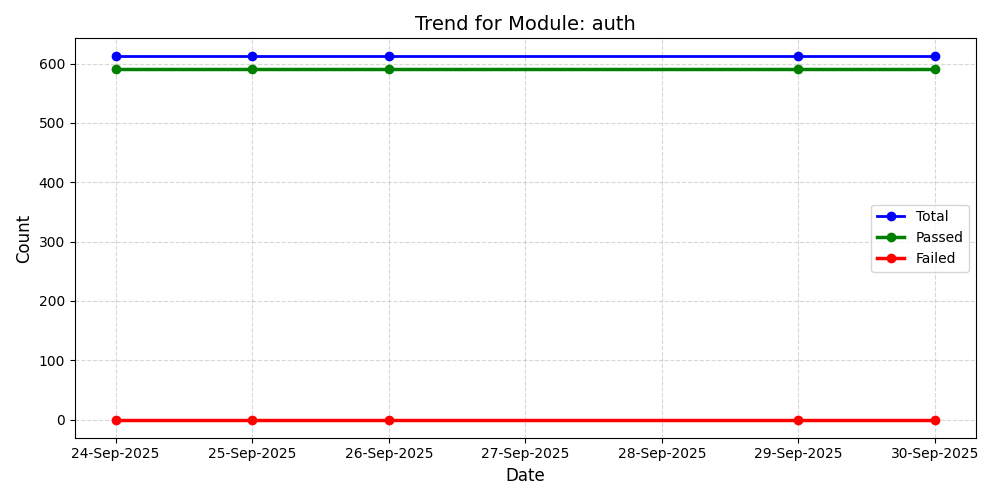 Trend for Module: auth
600
500
400
300
200
100
0
Count
Total
Passed
Failed
24-Sep-2025 25-Sep-2025 26-Sep-2025 27-Sep-2025 28-Sep-2025 29-Sep-2025 30-Sep-2025
Date